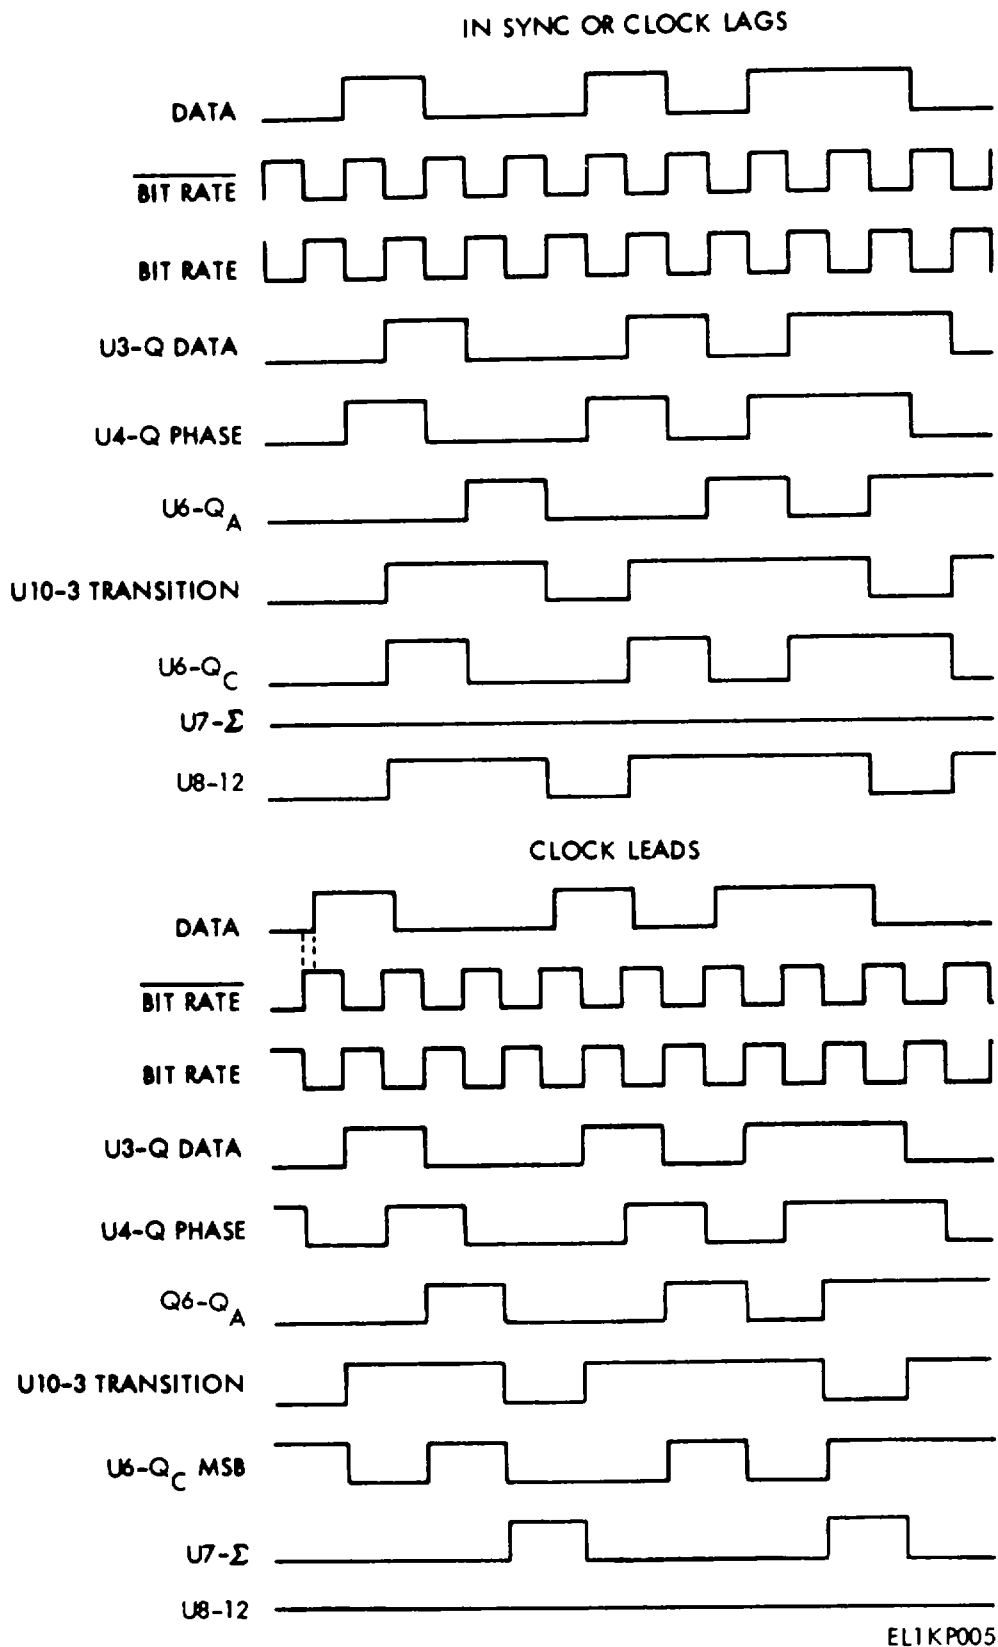 IN SYNC OR CLOCK LAGS
DATA
BIT RATE
BIT RATE
U3-Q DATA
U4-Q PHASE
U6-QA
U10-3 TRANSITION
U6-QC
U7-Σ
U8-12
CLOCK LEADS
DATA
BIT RATE
BIT RATE
U3-Q DATA
U4-Q PHASE
Q6-QA
U10-3 TRANSITION
U6-QC MSB
U7-Σ
U8-12
EL1KP005